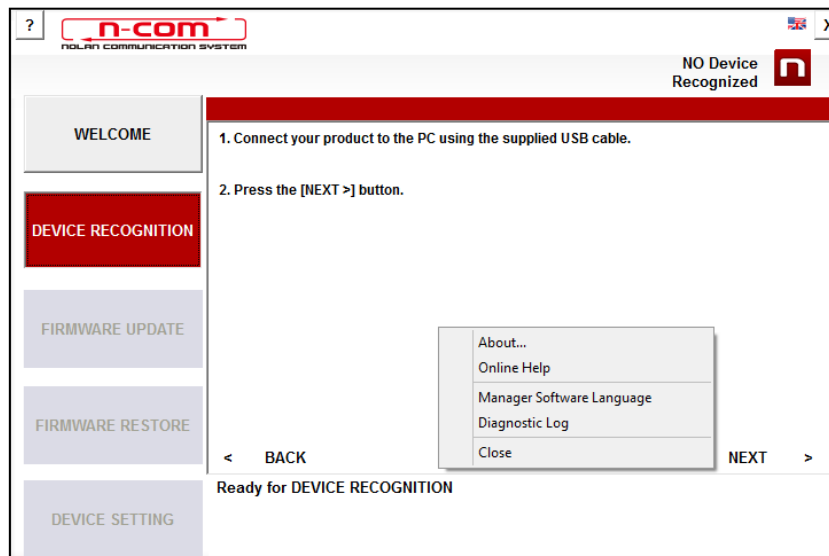 ?
n-com
NOLAN COMMUNICATION SYSTEM
X
NO Device
Recognized
n
WELCOME
DEVICE RECOGNITION
FIRMWARE UPDATE
FIRMWARE RESTORE
DEVICE SETTING
1. Connect your product to the PC using the supplied USB cable.
2. Press the [NEXT >] button.
About...
Online Help
Manager Software Language
Diagnostic Log
Close
< BACK
NEXT >
Ready for DEVICE RECOGNITION